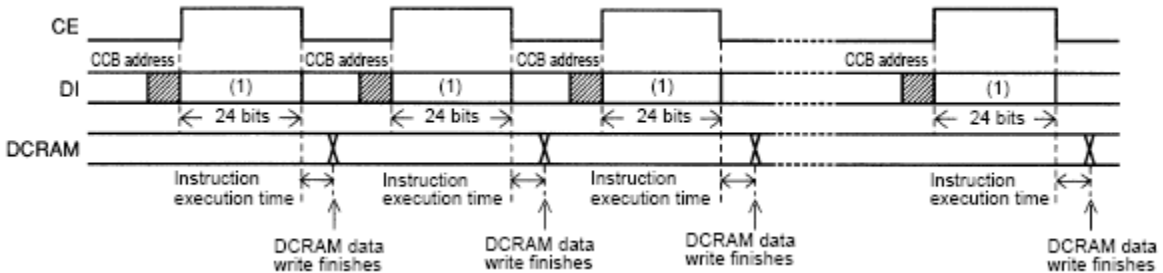 CE
CCB address CCB address CCB address CCB address
DI (1) (1) (1) (1)
24 bits 24 bits 24 bits 24 bits
DCRAM
Instruction Instruction Instruction Instruction
execution time execution time execution time execution time
DCRAM data DCRAM data DCRAM data DCRAM data
write finishes write finishes write finishes write finishes